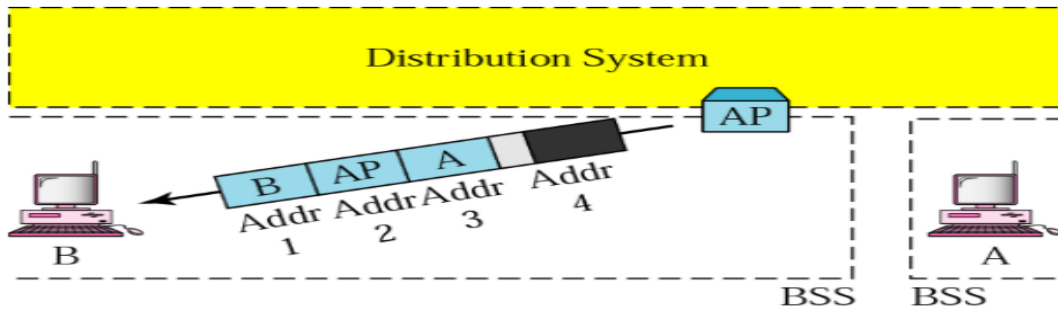 Distribution System
AP
B AP A
Addr Addr Addr Addr
1 2 3 4
B
A
BSS BSS